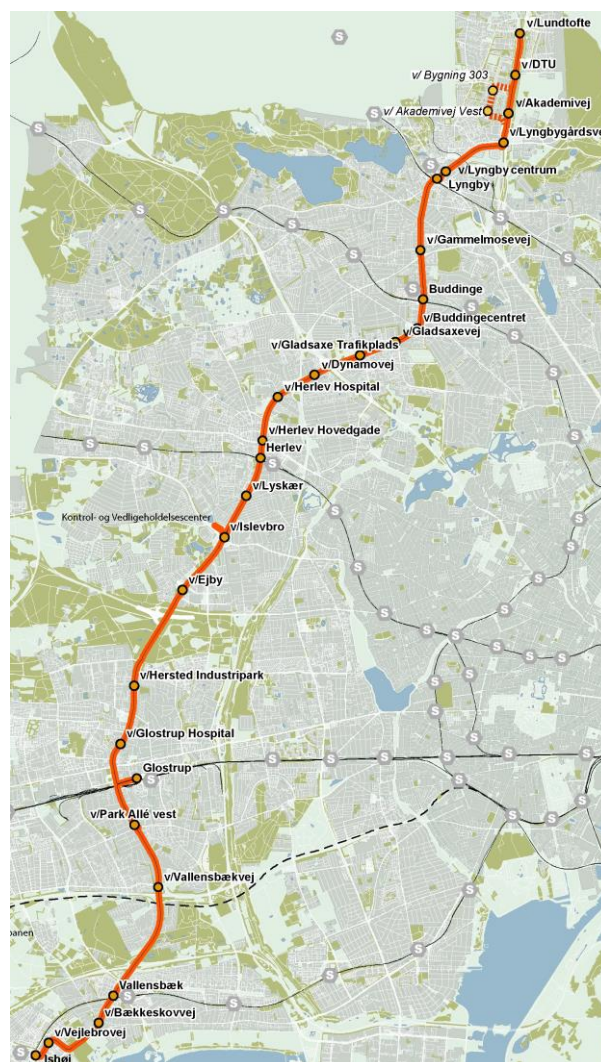 v/Lundtofte
v/DTU
v/ Bygning 303
v/Akademivej
v/ Akademivej Vest
v/Lyngbygårdsve
v/Lyngby centrum
Lyngby
v/Gammelmosevej
Buddinge
v/Buddingecentret
v/Gladsaxevej
v/Gladsaxe Trafikplads
v/Dynamovej
v/Herlev Hospital
v/Herlev Hovedgade
Herlev
v/Lyskær
Kontrol- og Vedligeholdelsescenter
v/Islevbro
v/Ejby
v/Hersted Industripark
v/Glostrup Hospital
Glostrup
v/Park Allé vest
v/Vallensbækvej
panen
Vallensbæk
v/Bækkeskovvej
v/Vejlebrovej
Ishøj